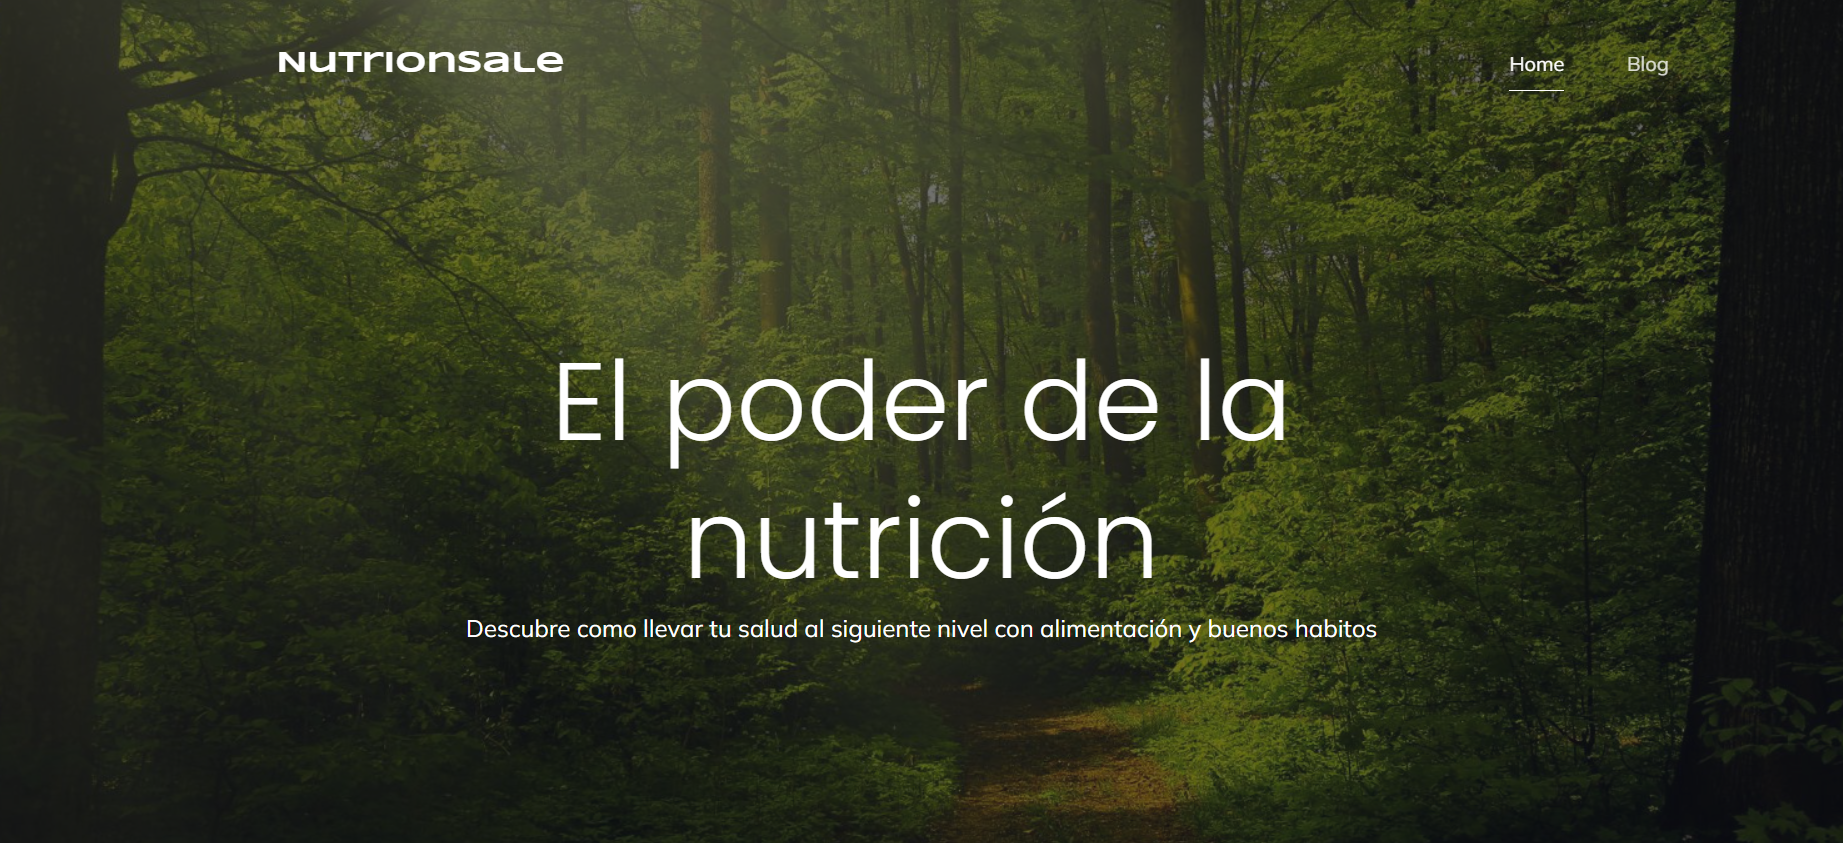 NUTRIONSALE
Home
Blog
El poder de la
nutrición
Descubre como llevar tu salud al siguiente nivel con alimentación y buenos habitos